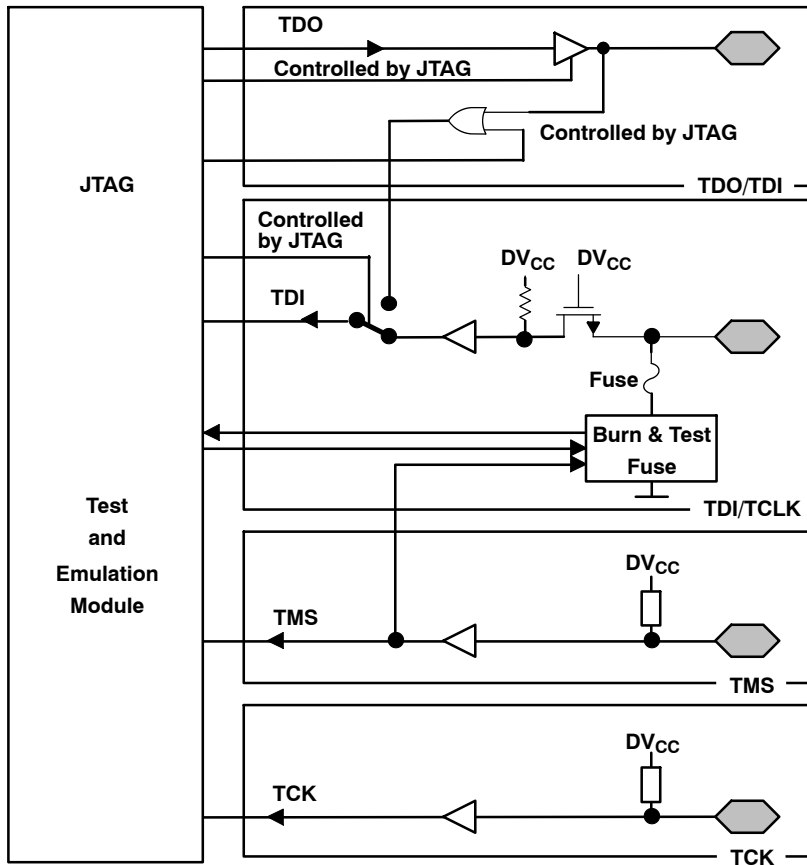 TDO
Controlled by JTAG
Controlled by JTAG
JTAG
TDO/TDI
Controlled
by JTAG
DVCC
DVCC
TDI
Fuse
Burn & Test
Fuse
TDI/TCLK
Test
and
Emulation
Module
DVCC
TMS
TMS
DVCC
TCK
TCK